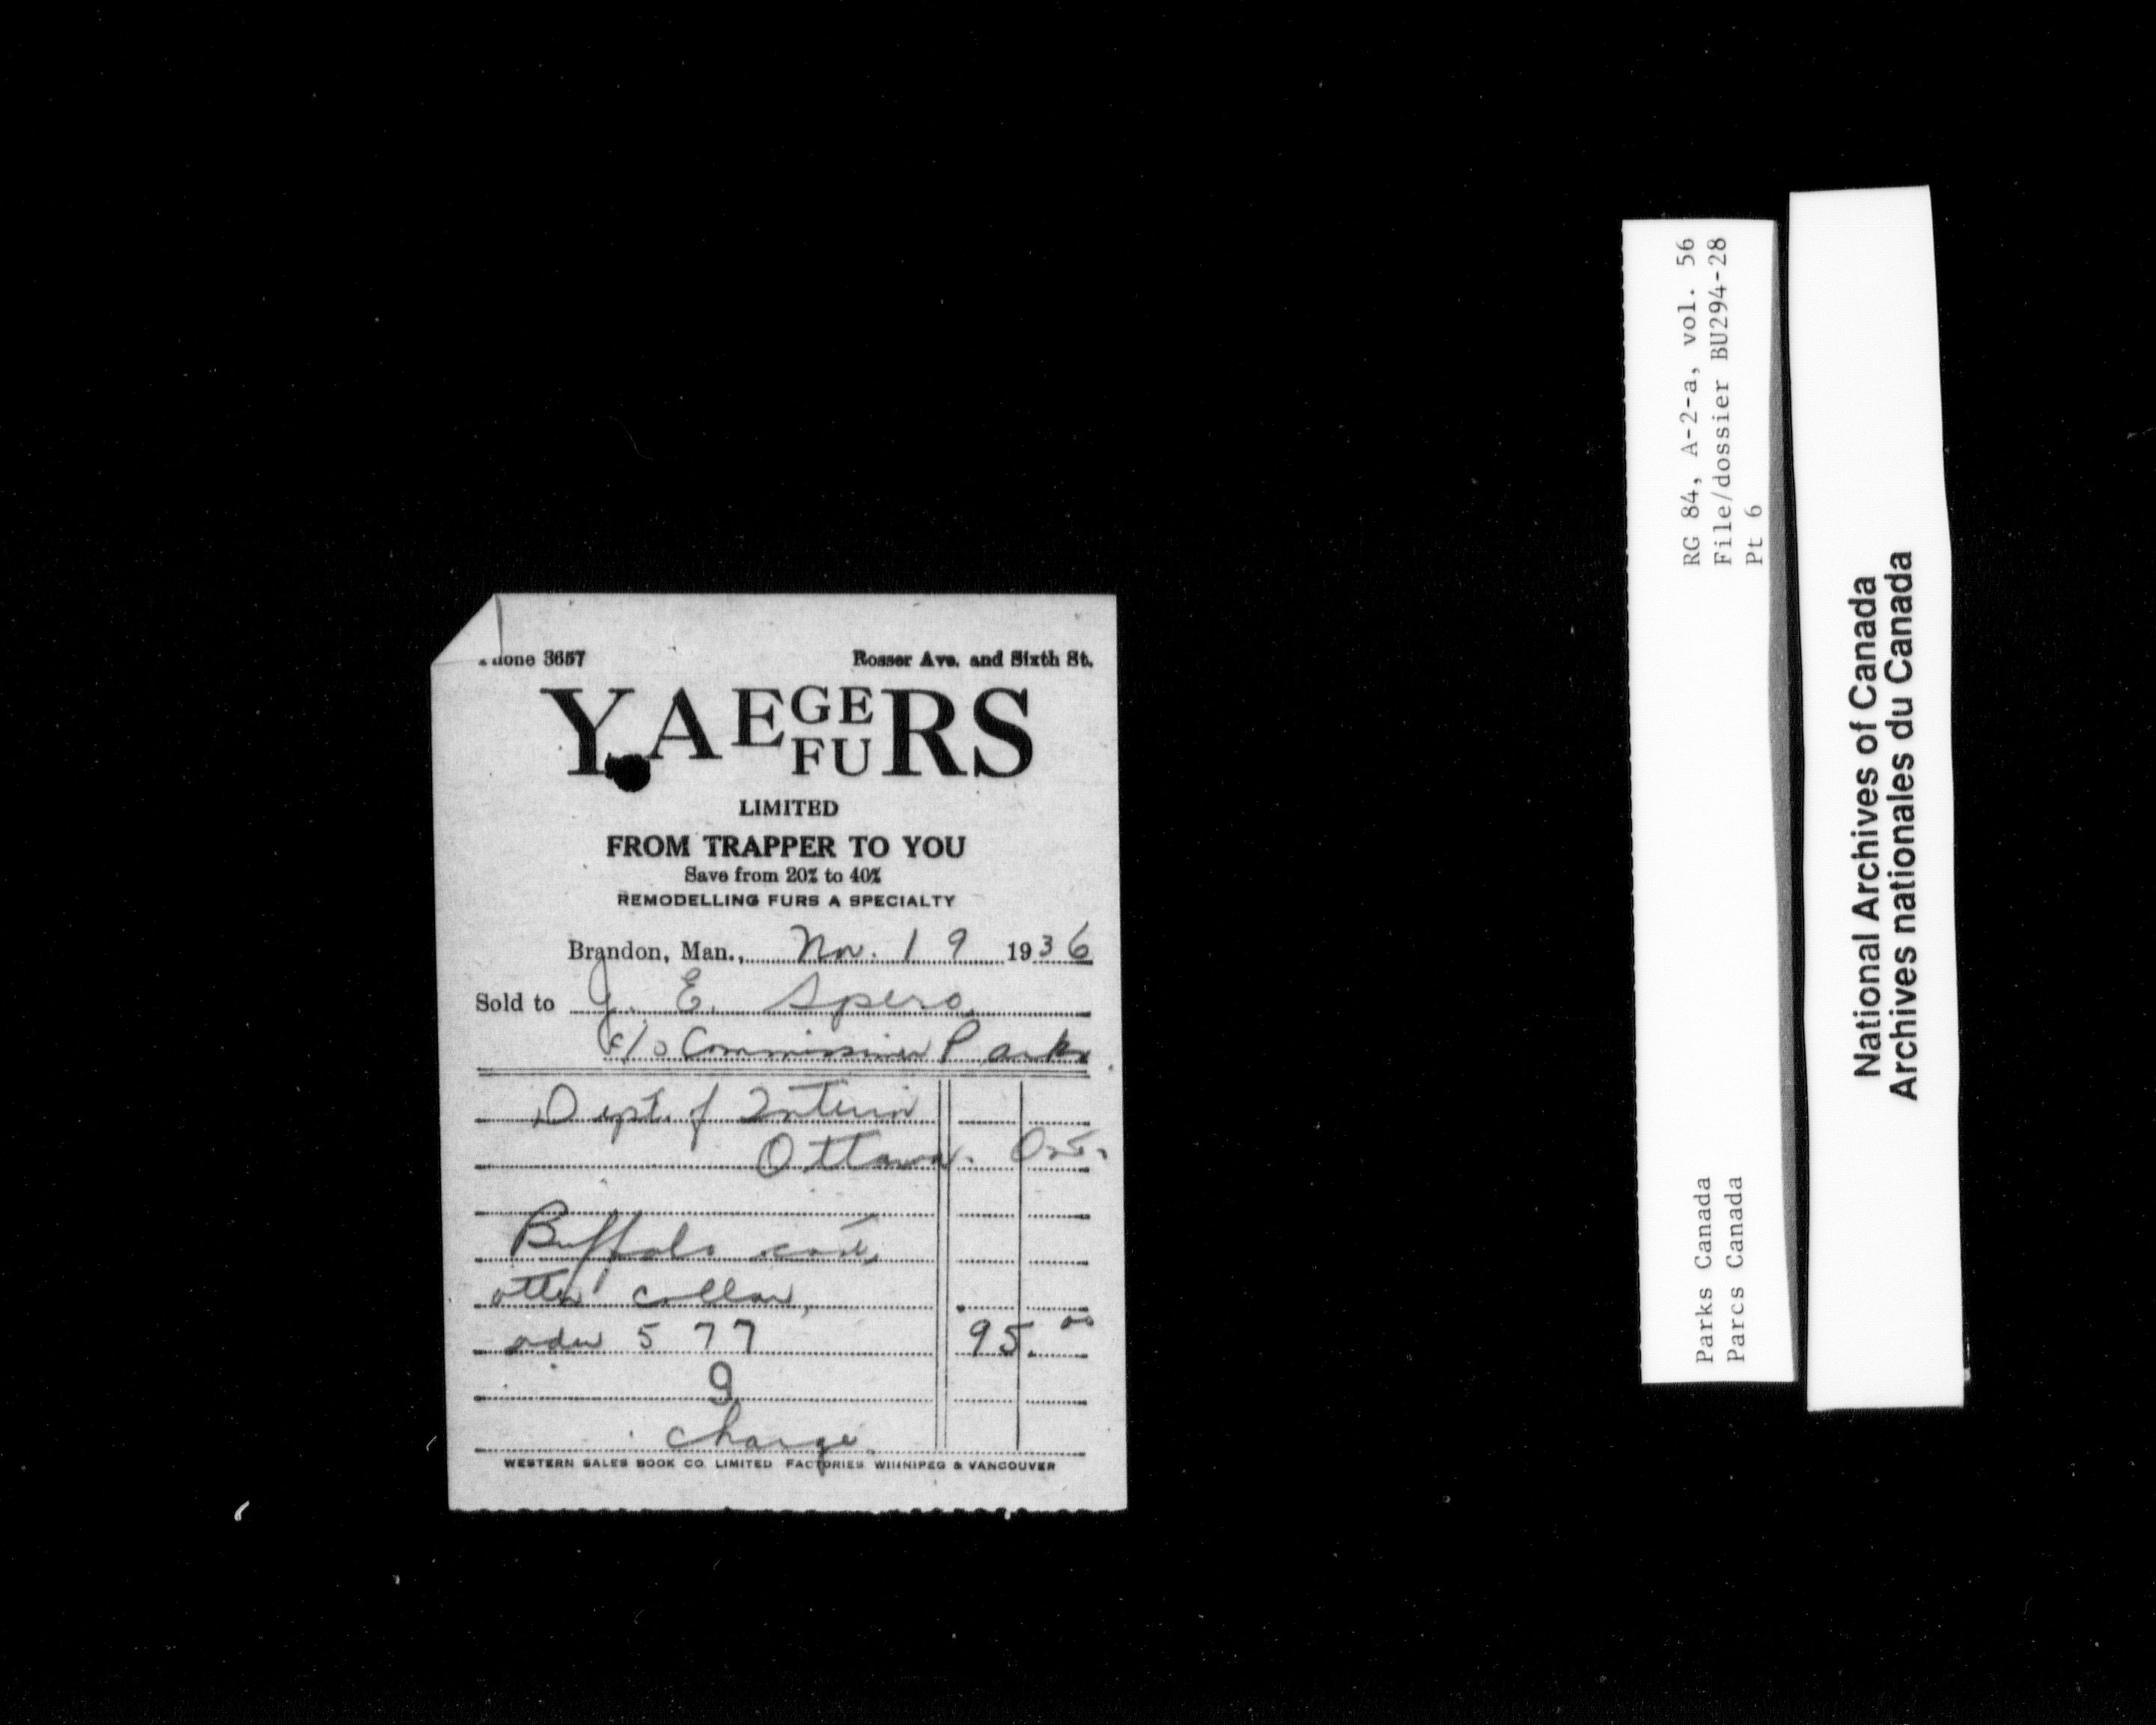 Phone 3657 Rosser Ave. and Sixth St.
YAEGERS FURS
LIMITED
FROM TRAPPER TO YOU
Save from 20% to 40%
REMODELLING FURS A SPECIALTY
Brandon, Man., Nov. 19 1936
Sold to J. E. Spero
c/o Commissioner Parks
Dept. of Interior
Ottawa. Ont.
Buffalo coat,
otter collar,
order 577 95.00
9
charge.
WESTERN SALES BOOK CO. LIMITED FACTORIES WINNIPEG & VANCOUVER
RG 84, A-2-a, vol. 56
File/dossier BU294-28
Pt 6
Parks Canada
Parcs Canada
National Archives of Canada
Archives nationales du Canada